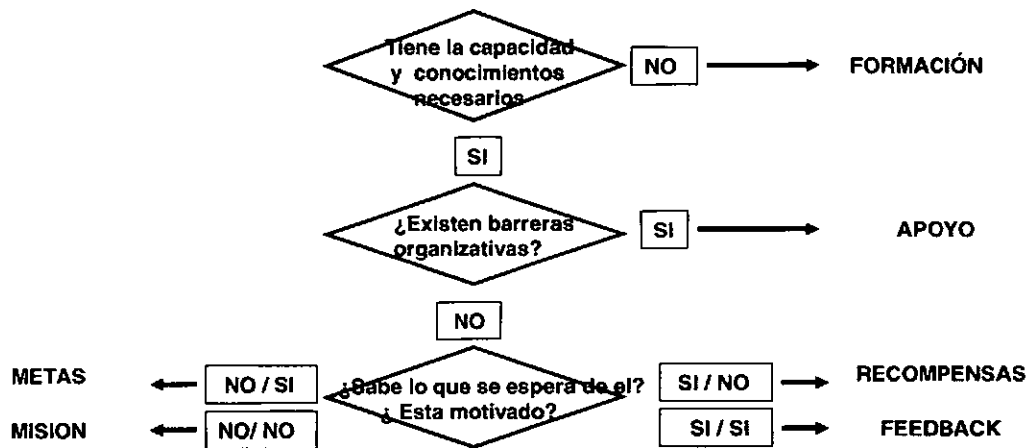 Tiene la capacidad
y conocimientos
necesarios
NO
FORMACIÓN
SI
¿Existen barreras
organizativas?
SI
APOYO
NO
METAS
NO / SI
¿Sabe lo que se espera de el?
¿ Esta motivado?
SI / NO
RECOMPENSAS
MISION
NO/ NO
SI / SI
FEEDBACK